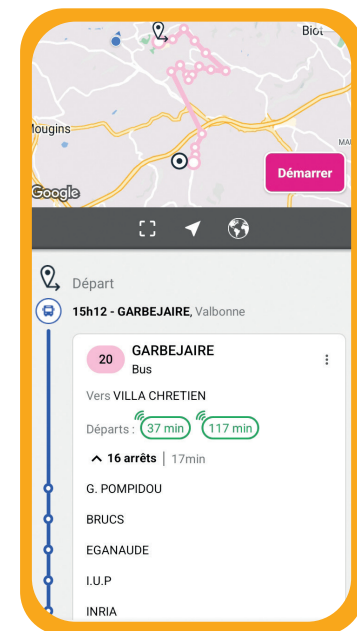 Biot
Mougins
MA
Démarrer
Google
Départ
15h12 - GARBEJAIRE, Valbonne
20 GARBEJAIRE
Bus
Vers VILLA CHRETIEN
Départs : 37 min 117 min
16 arrêts | 17min
G. POMPIDOU
BRUCS
EGANAUDE
I.U.P
INRIA